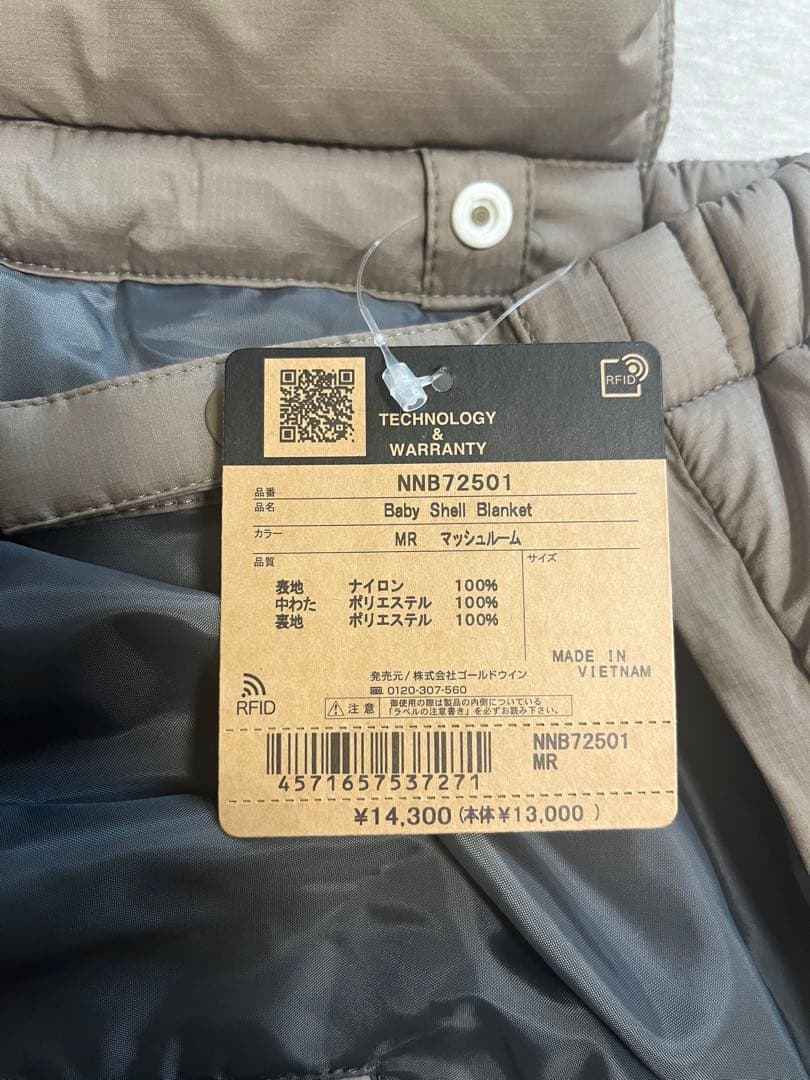 RFID
TECHNOLOGY
&
WARRANTY
品番 NNB72501
品名 Baby Shell Blanket
カラー MR マッシュルーム
品質 サイズ
表地 ナイロン 100%
中わた ポリエステル 100%
裏地 ポリエステル 100%
MADE IN
VIETNAM
発売元/株式会社ゴールドウイン
0120-307-560
RFID
注意 御使用の際は製品の内側についている
「ラベルの注意書き」を必ずお読み下さい。
NNB72501
MR
4571657537271
¥14,300(本体¥13,000 )